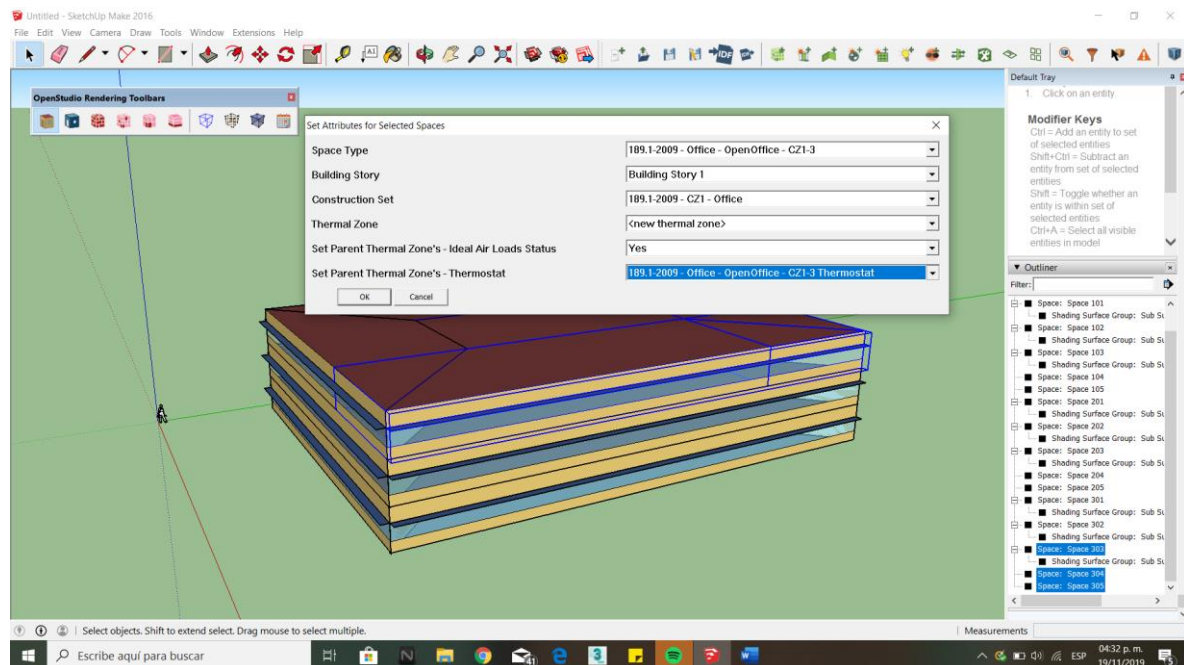 Untitled - SketchUp Make 2016
File Edit View Camera Draw Tools Window Extensions Help
A1
IDF
Default Tray
1. Click on an entity
Modifier Keys
Ctrl = Add an entity to set
of selected entities
Shift+Ctrl = Subtract an
entity from set of selected
entities
Shift = Toggle whether an
entity is within set of
selected entities
Ctrl+A = Select all visible
entities in model
OpenStudio Rendering Toolbars
Set Attributes for Selected Spaces
Space Type 189.1-2009 - Office - OpenOffice - CZ1-3
Building Story Building Story 1
Construction Set 189.1-2009 - CZ1 - Office
Thermal Zone <new thermal zone>
Set Parent Thermal Zone's - Ideal Air Loads Status Yes
Set Parent Thermal Zone's - Thermostat 189.1-2009 - Office - OpenOffice - CZ1-3 Thermostat
OK Cancel
Outliner
Filter:
Space: Space 101
Shading Surface Group: Sub Su
Space: Space 102
Shading Surface Group: Sub Su
Space: Space 103
Shading Surface Group: Sub Su
Space: Space 104
Space: Space 105
Space: Space 201
Shading Surface Group: Sub Su
Space: Space 202
Shading Surface Group: Sub Su
Space: Space 203
Shading Surface Group: Sub Su
Space: Space 204
Space: Space 205
Space: Space 301
Shading Surface Group: Sub Su
Space: Space 302
Shading Surface Group: Sub Su
Space: Space 303
Shading Surface Group: Sub Su
Space: Space 304
Space: Space 305
Select objects. Shift to extend select. Drag mouse to select multiple.
Measurements
Escribe aquí para buscar
ESP
04:32 p. m.
19/11/2019